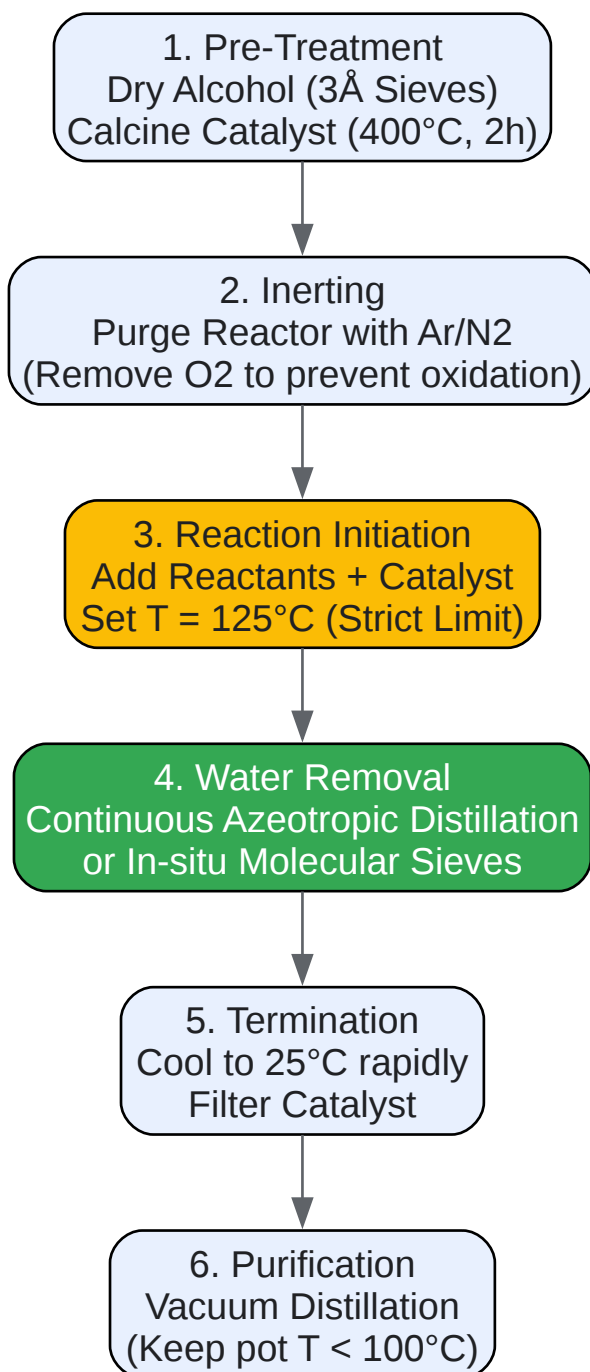 1. Pre-Treatment
Dry Alcohol (3Å Sieves)
Calcine Catalyst (400°C, 2h)
2. Inerting
Purge Reactor with Ar/N2
(Remove O2 to prevent oxidation)
3. Reaction Initiation
Add Reactants + Catalyst
Set T = 125°C (Strict Limit)
4. Water Removal
Continuous Azeotropic Distillation
or In-situ Molecular Sieves
5. Termination
Cool to 25°C rapidly
Filter Catalyst
6. Purification
Vacuum Distillation
(Keep pot T < 100°C)